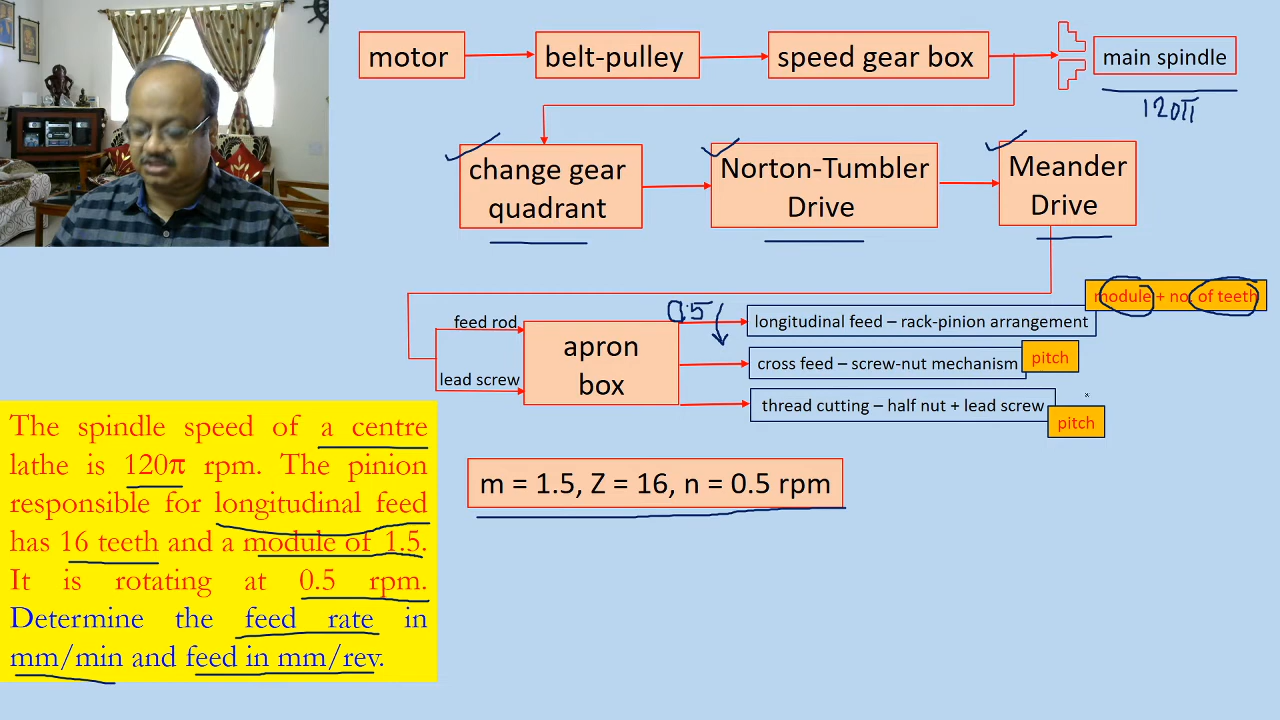 motor
belt-pulley
speed gear box
main spindle
120π
change gear
quadrant
Norton-Tumbler
Drive
Meander
Drive
module + no. of teeth
feed rod
0.5
longitudinal feed – rack-pinion arrangement
apron
box
cross feed – screw-nut mechanism
pitch
lead screw
thread cutting – half nut + lead screw
pitch
The spindle speed of a centre
lathe is 120π rpm. The pinion
responsible for longitudinal feed
has 16 teeth and a module of 1.5.
It is rotating at 0.5 rpm.
Determine the feed rate in
mm/min and feed in mm/rev.
m = 1.5, Z = 16, n = 0.5 rpm